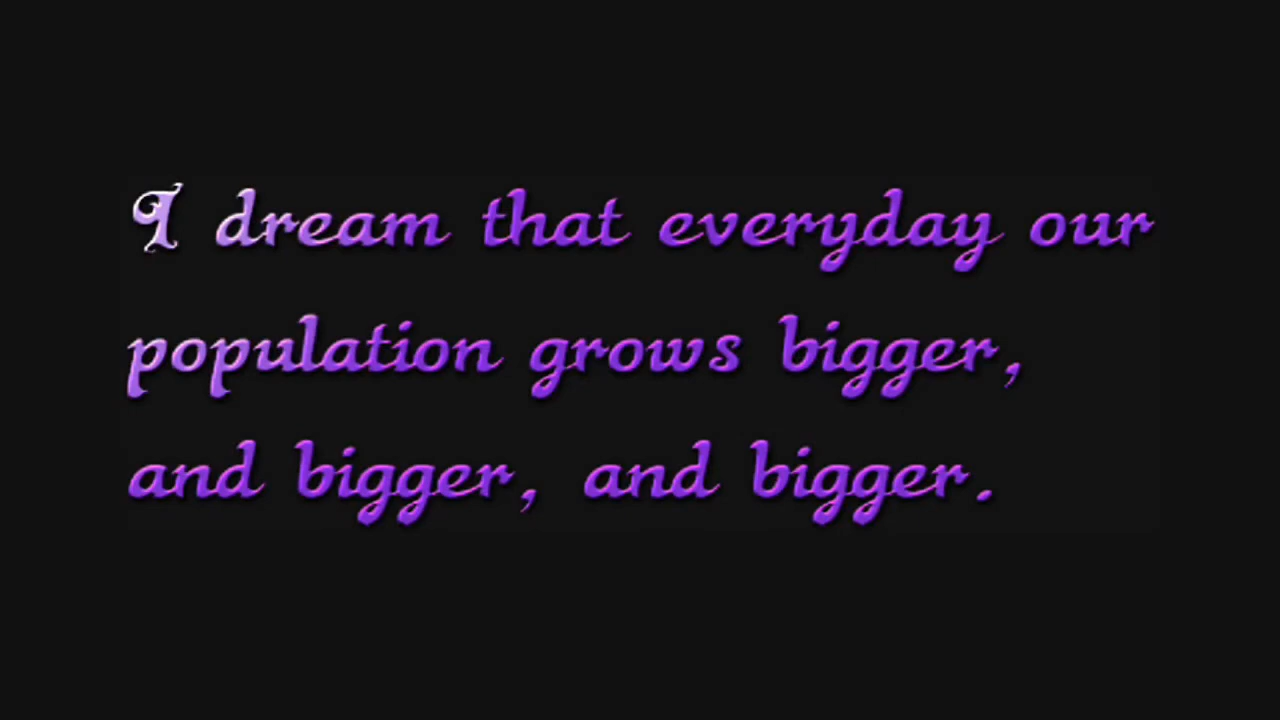 I dream that everyday our
population grows bigger,
and bigger, and bigger.